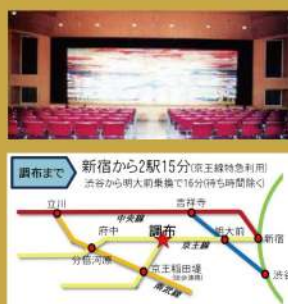 調布まで
新宿から2駅15分(京王線特急利用)
渋谷から明大前乗換で16分(待ち時間除く)
立川
吉祥寺
中央線
府中
調布
明大前
新宿
京王線
分倍河原
渋谷
京王稲田堤
南武線